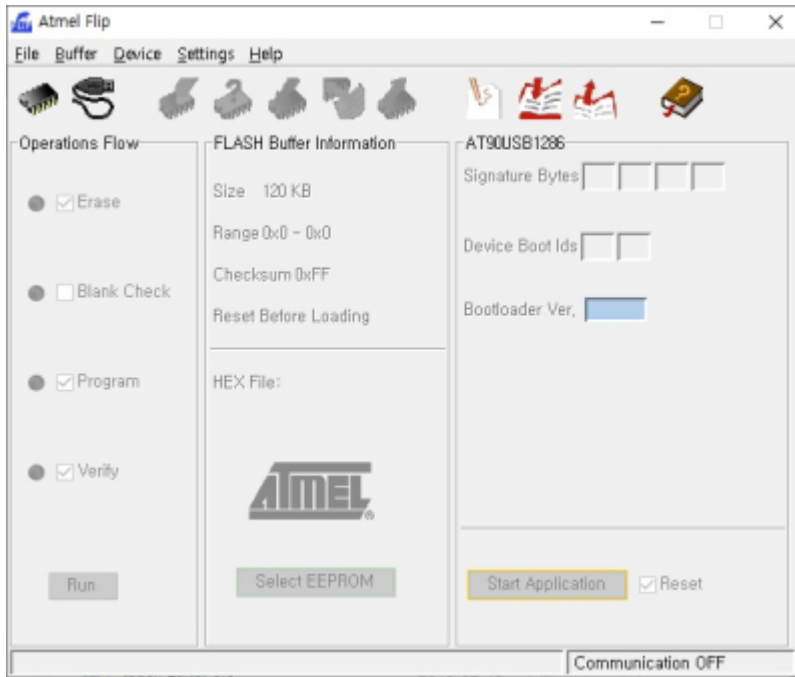 Atmel Flip
File Buffer Device Settings Help
Operations Flow
Erase
Blank Check
Program
Verify
Run
FLASH Buffer Information
Size 120 KB
Range 0x0 - 0x0
Checksum 0xFF
Reset Before Loading
HEX File:
ATMEL
Select EEPROM
AT90USB1286
Signature Bytes
Device Boot Ids
Bootloader Ver.
Start Application
Reset
Communication OFF